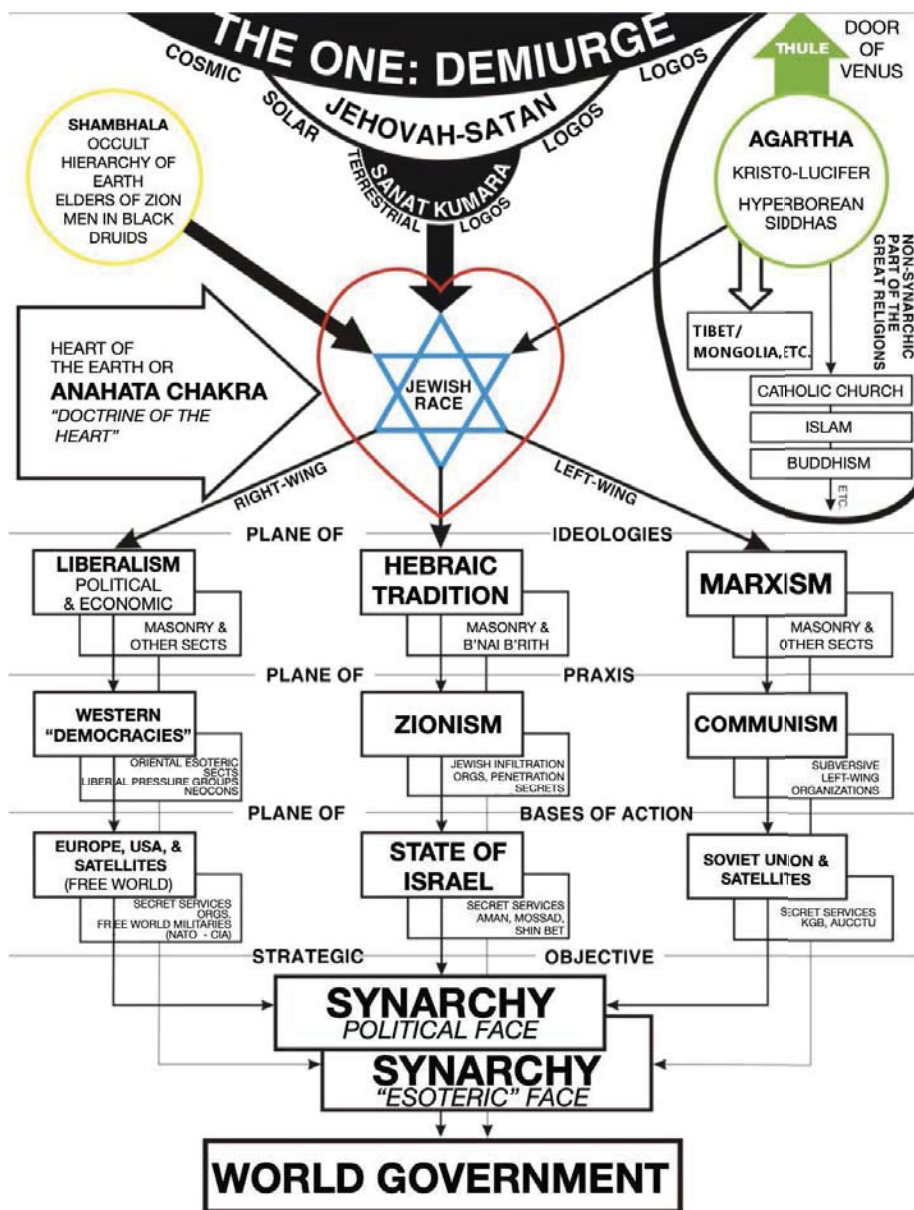 THE ONE: DEMIURGE
COSMIC
LOGOS
JEHOVAH-SATAN
SOLAR
LOGOS
SANAT KUMARA
TERRESTRIAL
LOGOS
THULE
DOOR
OF
VENUS
SHAMBHALA
OCCULT
HIERARCHY OF
EARTH
ELDERS OF ZION
MEN IN BLACK
DRUIDS
AGARTHA
KRISTO-LUCIFER
HYPERBOREAN
SIDDHAS
NON-SYNARCHIC
PART OF THE
GREAT RELIGIONS
TIBET/
MONGOLIA, ETC.
CATHOLIC CHURCH
ISLAM
BUDDHISM
ETC.
HEART OF
THE EARTH OR
ANAHATA CHAKRA
"DOCTRINE OF THE
HEART"
JEWISH
RACE
RIGHT-WING
LEFT-WING
PLANE OF
IDEOLOGIES
LIBERALISM
POLITICAL
& ECONOMIC
MASONRY &
OTHER SECTS
HEBRAIC
TRADITION
MASONRY &
B'NAI B'RITH
MARXISM
MASONRY &
OTHER SECTS
PLANE OF
PRAXIS
WESTERN
"DEMOCRACIES"
ORIENTAL ESOTERIC
SECTS
LIBERIAL PRESSURE GROUPS
NEOCONS
ZIONISM
JEWISH INFILTRATION
ORGS, PENETRATION
SECRETS
COMMUNISM
SUBVERSIVE
LEFT-WING
ORGANIZATIONS
PLANE OF
BASES OF ACTION
EUROPE, USA, &
SATELLITES
(FREE WORLD)
SECRET SERVICES
ORGS.
FREE WORLD MILITARIES
(NATO - CIA)
STATE OF
ISRAEL
SECRET SERVICES
AMAN, MOSSAD,
SHIN BET
SOVIET UNION &
SATELLITES
SECRET SERVICES
KGB, AUCCTU
STRATEGIC
OBJECTIVE
SYNARCHY
POLITICAL FACE
SYNARCHY
"ESOTERIC" FACE
WORLD GOVERNMENT